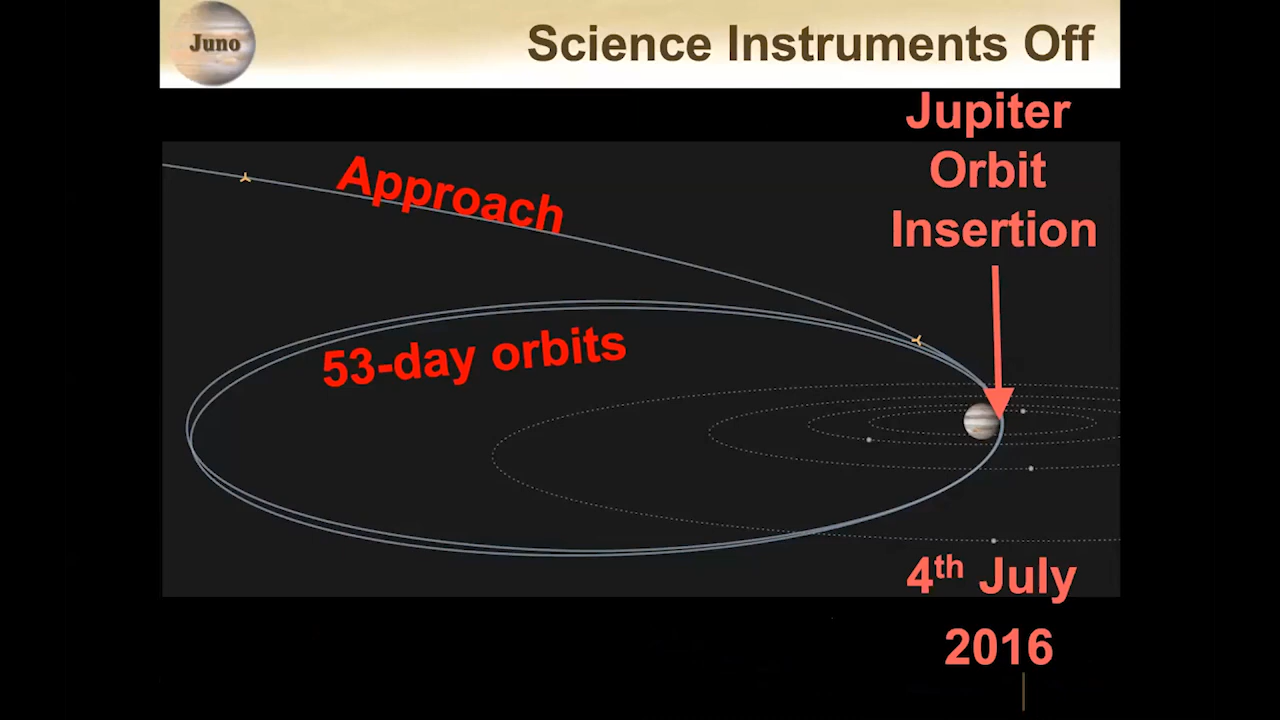 Juno
Science Instruments Off
Jupiter
Orbit
Insertion
Approach
53-day orbits
4th July
2016